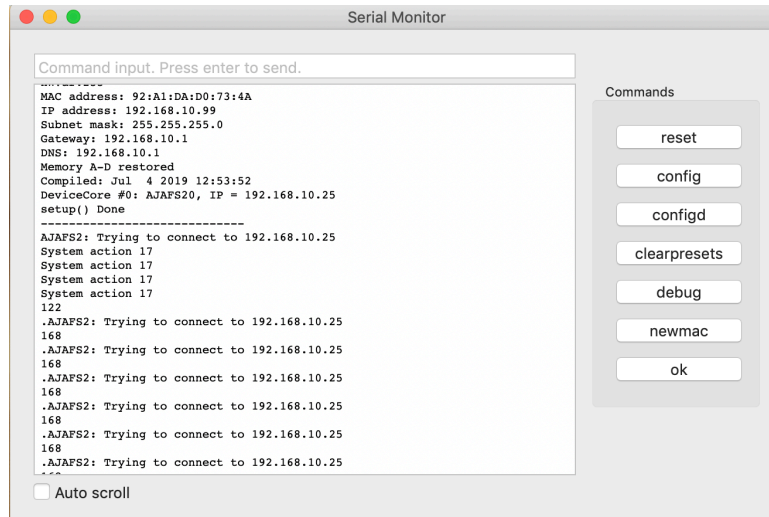 Serial Monitor
Command input. Press enter to send.
MAC address: 92:A1:DA:D0:73:4A
IP address: 192.168.10.99
Subnet mask: 255.255.255.0
Gateway: 192.168.10.1
DNS: 192.168.10.1
Memory A-D restored
Compiled: Jul  4 2019 12:53:52
DeviceCore #0: AJAFS20, IP = 192.168.10.25
setup() Done
-----------------------------
AJAFS2: Trying to connect to 192.168.10.25
System action 17
System action 17
System action 17
System action 17
122
.AJAFS2: Trying to connect to 192.168.10.25
168
.AJAFS2: Trying to connect to 192.168.10.25
168
.AJAFS2: Trying to connect to 192.168.10.25
168
.AJAFS2: Trying to connect to 192.168.10.25
168
.AJAFS2: Trying to connect to 192.168.10.25
168
.AJAFS2: Trying to connect to 192.168.10.25
Auto scroll
Commands
reset
config
configd
clearpresets
debug
newmac
ok